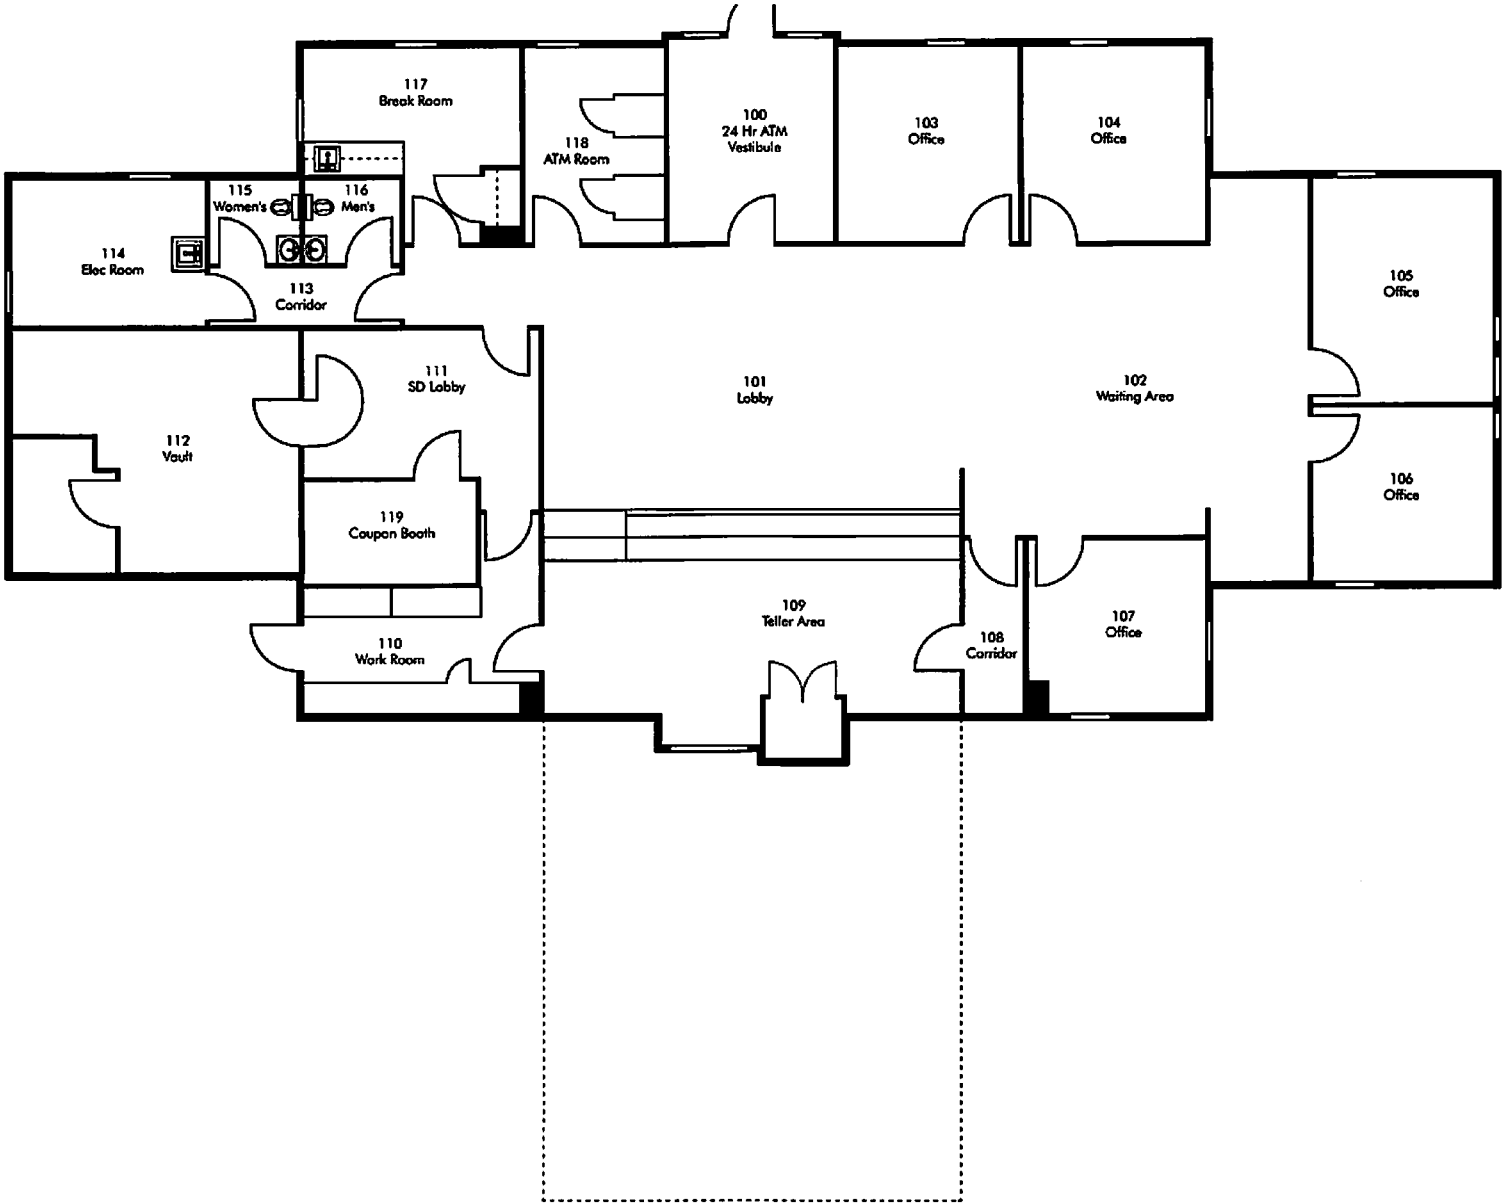 117
Break Room
100
24 Hr ATM
Vestibule
103
Office
104
Office
118
ATM Room
115
Women's
116
Men's
114
Elec Room
113
Corridor
105
Office
111
SD Lobby
101
Lobby
102
Waiting Area
112
Vault
106
Office
119
Coupon Booth
109
Teller Area
107
Office
108
Corridor
110
Work Room